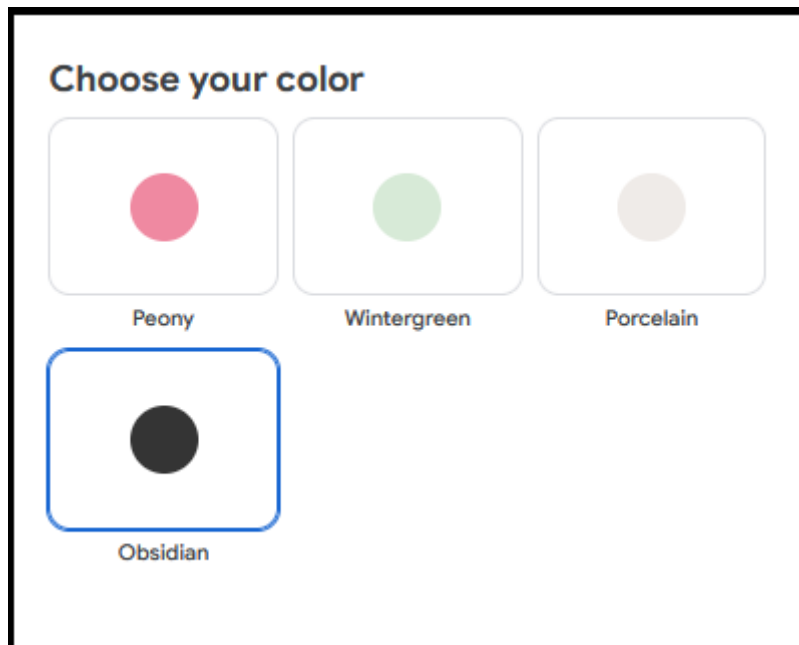 Choose your color
Peony
Wintergreen
Porcelain
Obsidian